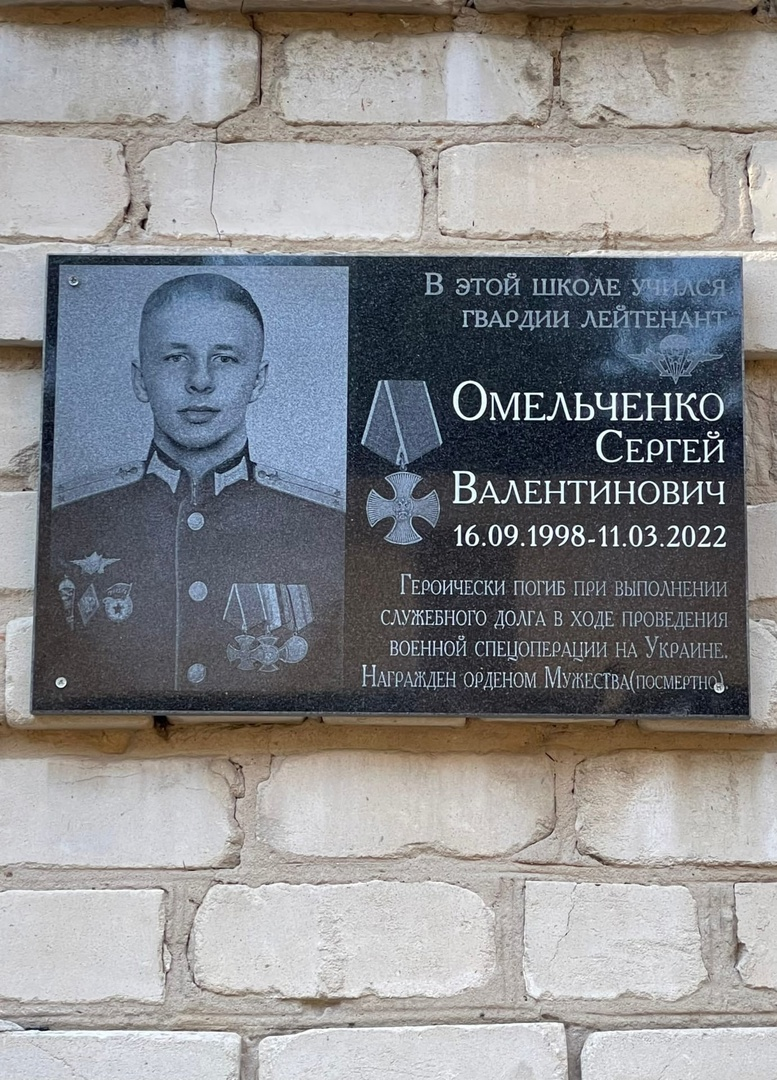 В этой школе учился
гвардии лейтенант
Омельченко
Сергей
Валентинович
16.09.1998-11.03.2022
Героически погиб при выполнении
служебного долга в ходе проведения
военной спецоперации на Украине.
Награжден орденом Мужества(посмертно).